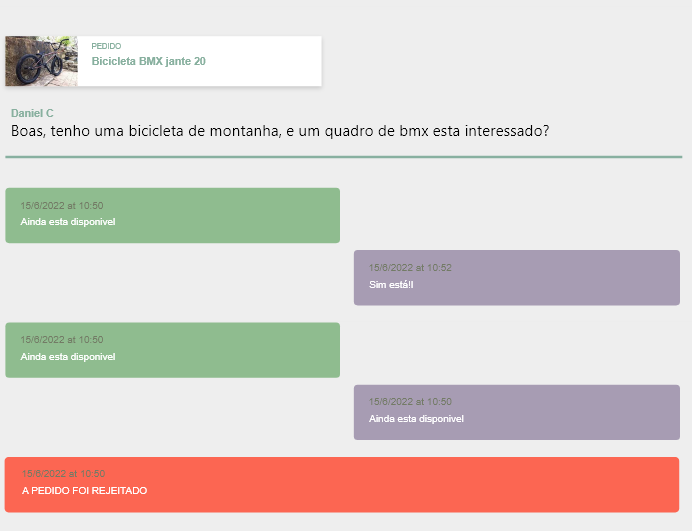 PEDIDO
Bicicleta BMX jante 20
Daniel C
Boas, tenho uma bicicleta de montanha, e um quadro de bmx esta interessado?
15/6/2022 at 10:50
Ainda esta disponivel
15/6/2022 at 10:52
Sim está!!
15/6/2022 at 10:50
Ainda esta disponivel
15/6/2022 at 10:50
Ainda esta disponivel
15/6/2022 at 10:50
A PEDIDO FOI REJEITADO